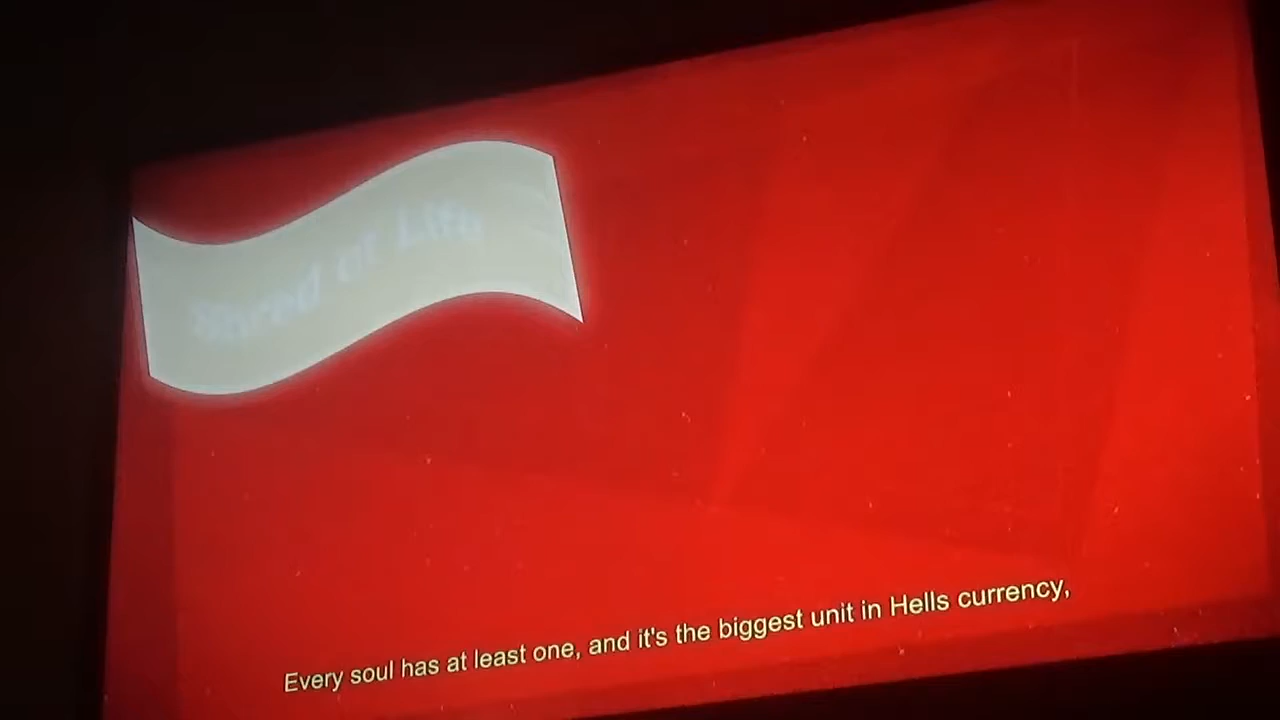 Every soul has at least one, and it's the biggest unit in Hells currency,